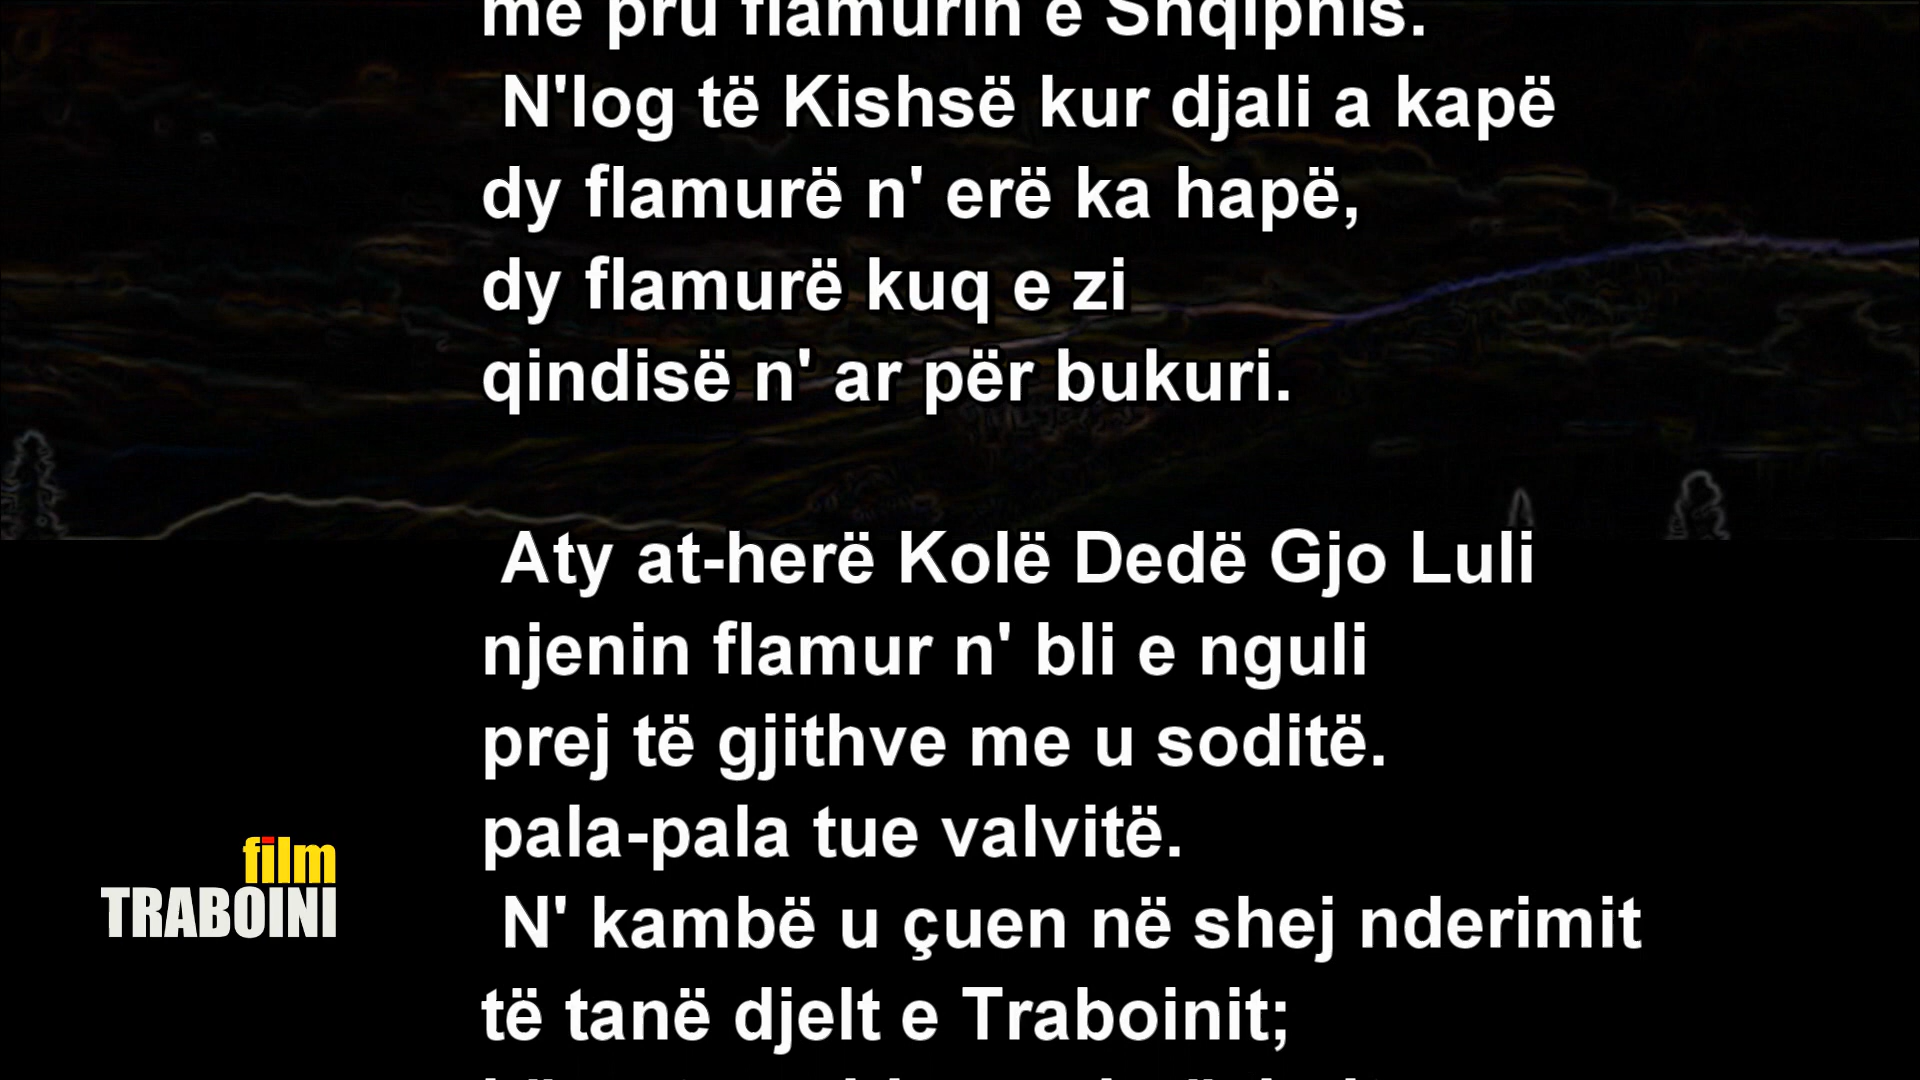 me pru flamurin e Shqipnis.
N'log të Kishsë kur djali a kapë
dy flamurë n' erë ka hapë,
dy flamurë kuq e zi
qindisë n' ar për bukuri.
Aty at-herë Kolë Dedë Gjo Luli
njenin flamur n' bli e nguli
prej të gjithve me u soditë.
pala-pala tue valvitë.
N' kambë u çuen në shej nderimit
të tanë djelt e Traboinit;
film
TRABOINI